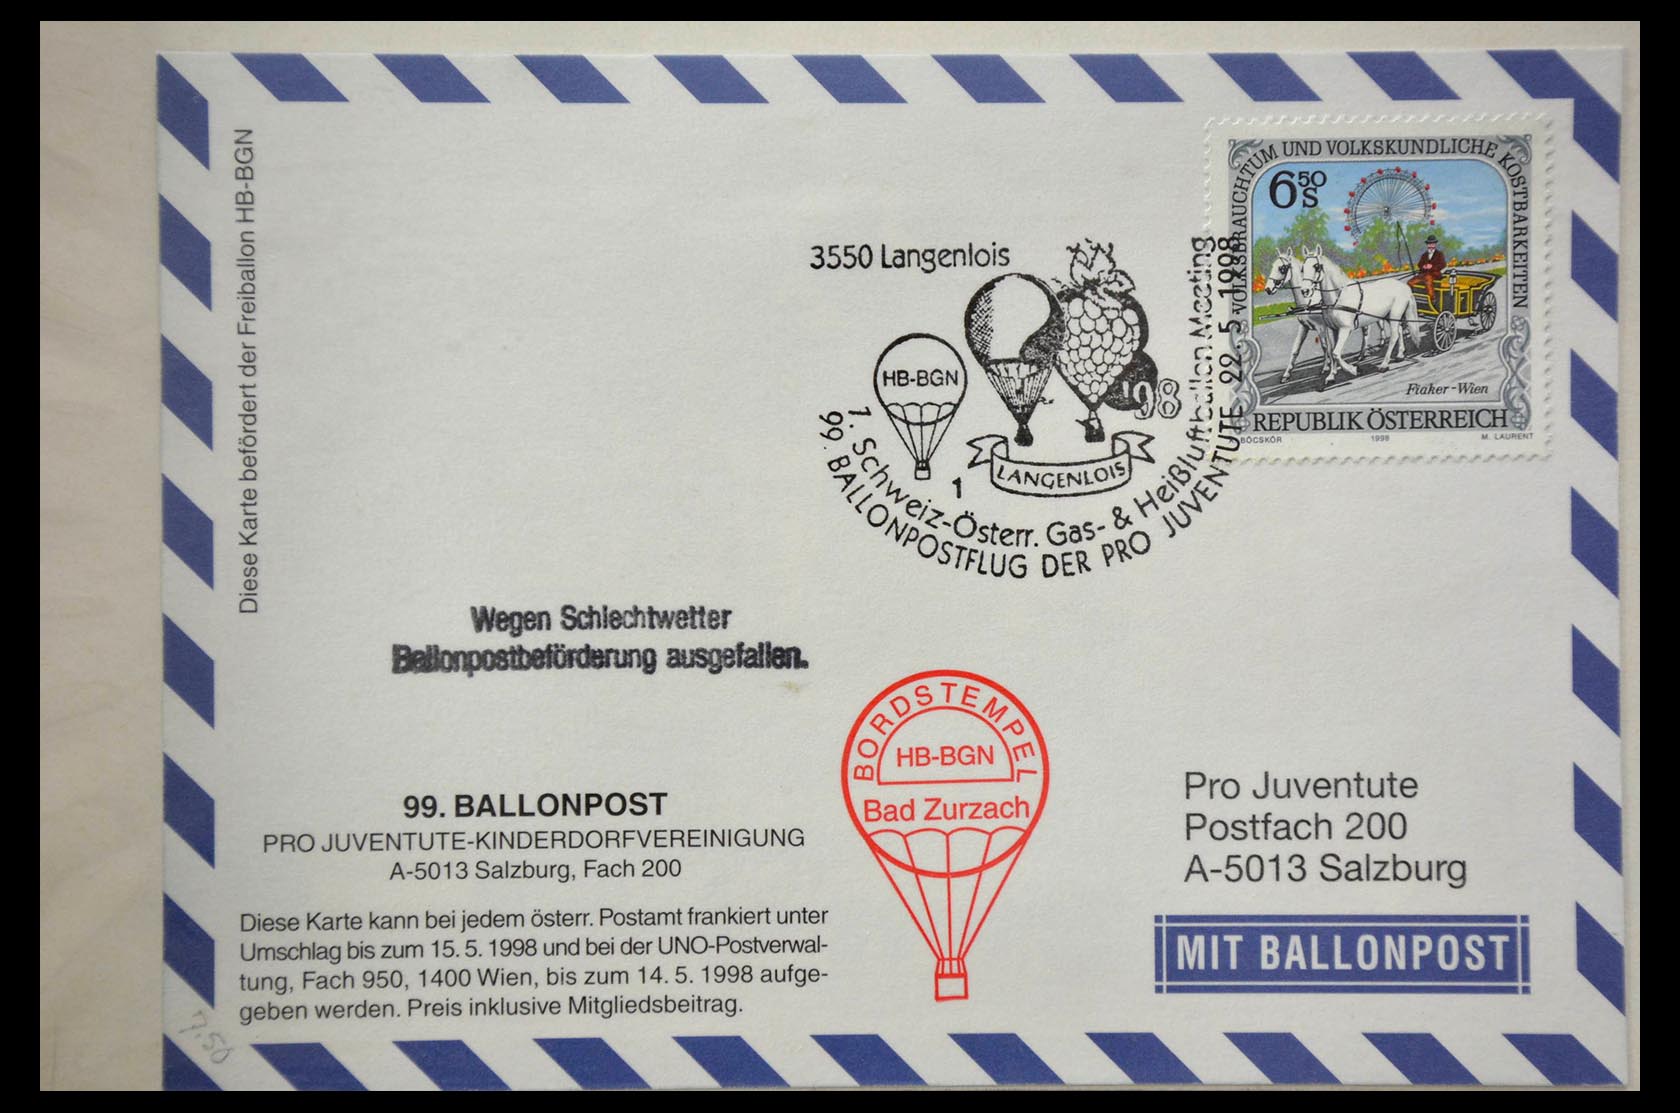 Diese Karte befördert der Freiballon HB-BGN
VOLKSBRAUCHTUM UND VOLKSKUNDLICHE KOSTBARKEITEN
6 50 S
Fiaker - Wien
REPUBLIK ÖSTERREICH
BÖCSKÖR 1998 M. LAURENT
3550 Langenlois
HB-BGN
'98
LANGENLOIS
1
1. Schweiz-Österr. Gas- & Heißluftballon Meeting
99. BALLONPOSTFLUG DER PRO JUVENTUTE 22. 5. 1998
Wegen Schlechtwetter
Ballonpostbeförderung ausgefallen.
BORDSTEMPEL
HB-BGN
Bad Zurzach
99. BALLONPOST
PRO JUVENTUTE-KINDERDORFVEREINIGUNG
A-5013 Salzburg, Fach 200
Diese Karte kann bei jedem österr. Postamt frankiert unter
Umschlag bis zum 15. 5. 1998 und bei der UNO-Postverwal-
tung, Fach 950, 1400 Wien, bis zum 14. 5. 1998 aufge-
geben werden. Preis inklusive Mitgliedsbeitrag.
Pro Juventute
Postfach 200
A-5013 Salzburg
MIT BALLONPOST
7.50